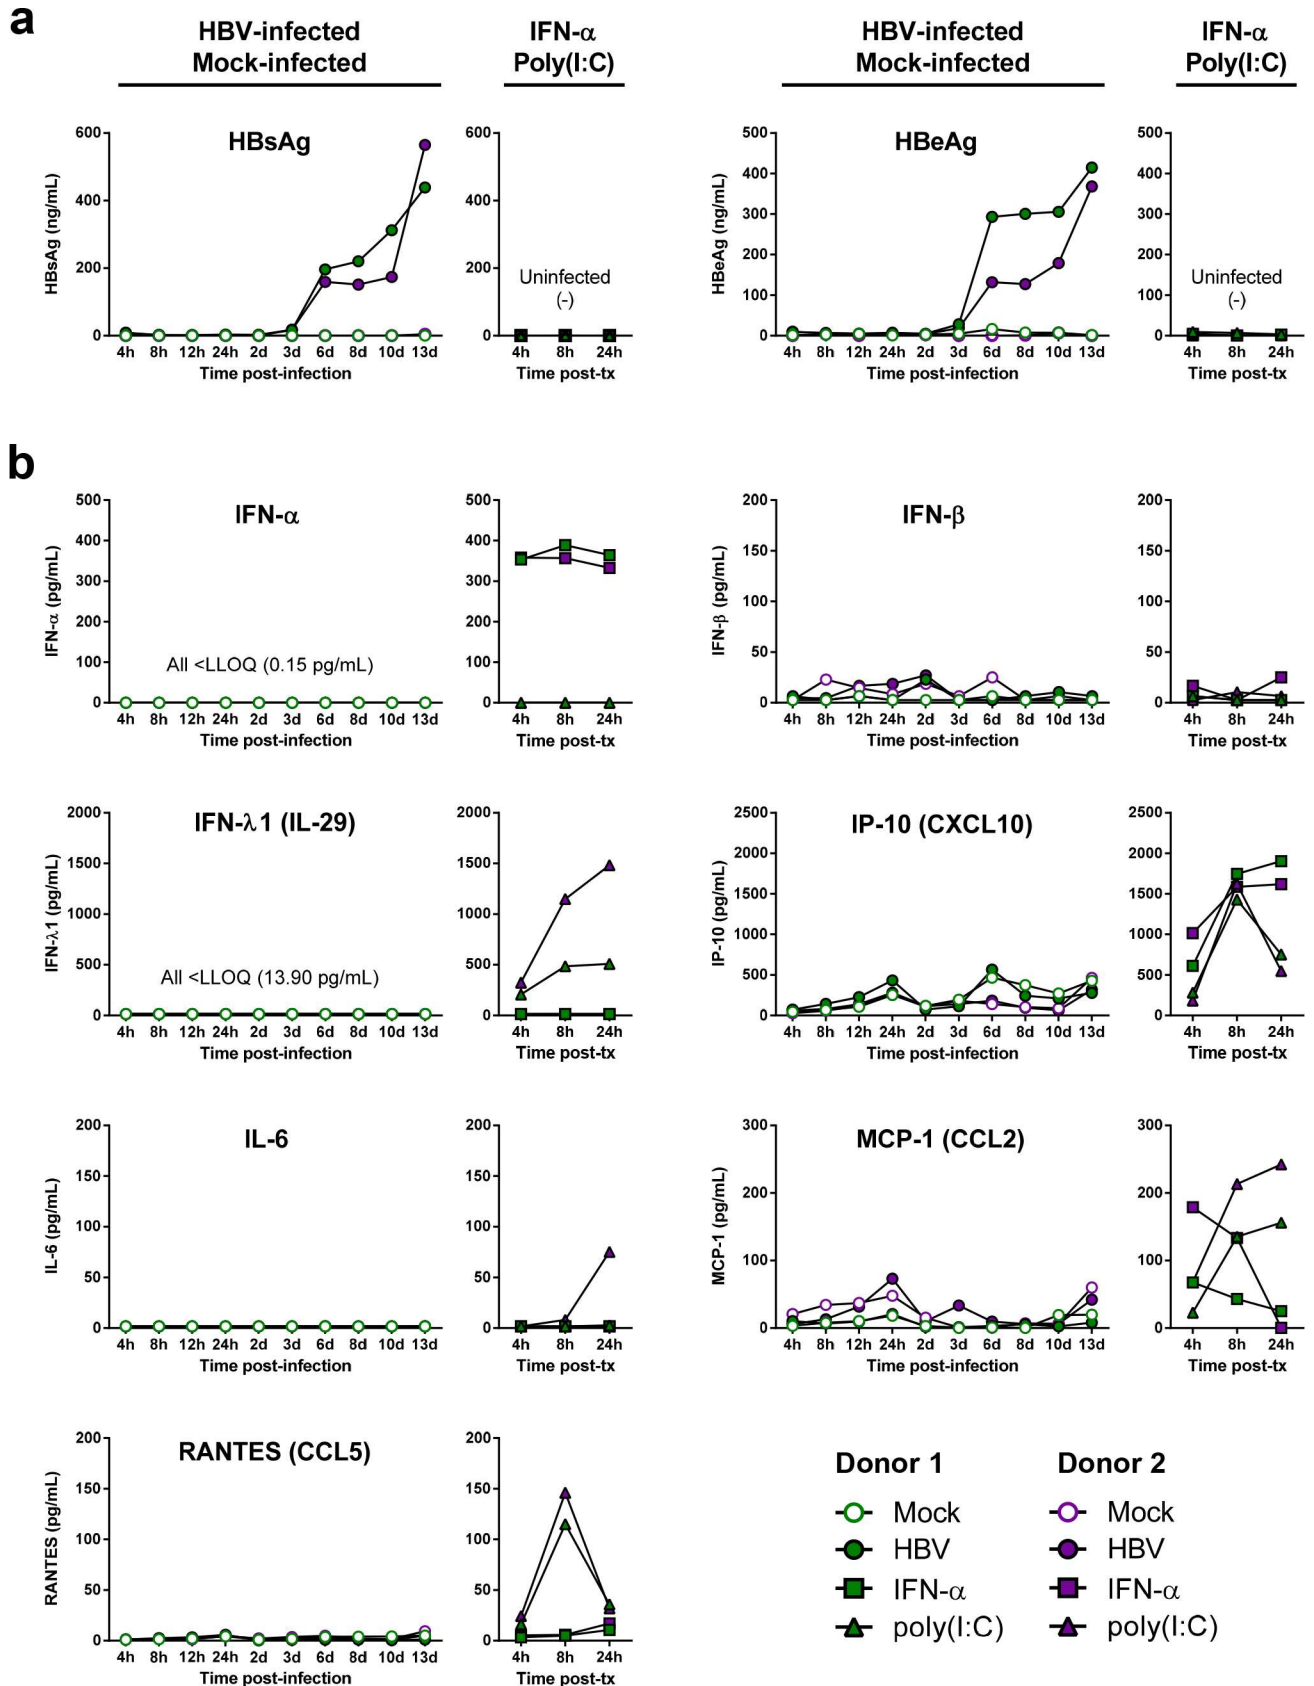 a
HBV-infected
Mock-infected
IFN-α
Poly(I:C)
HBV-infected
Mock-infected
IFN-α
Poly(I:C)
HBsAg
HBsAg (ng/mL)
600
400
200
0
4h 8h 12h 24h 2d 3d 6d 8d 10d 13d
Time post-infection
600
400
200
0
Uninfected
(-)
4h 8h 24h
Time post-tx
HBeAg
HBeAg (ng/mL)
500
400
300
200
100
0
4h 8h 12h 24h 2d 3d 6d 8d 10d 13d
Time post-infection
500
400
300
200
100
0
Uninfected
(-)
4h 8h 24h
Time post-tx
b
IFN-α
IFN-α (pg/mL)
500
400
300
200
100
0
All <LLOQ (0.15 pg/mL)
4h 8h 12h 24h 2d 3d 6d 8d 10d 13d
Time post-infection
500
400
300
200
100
0
4h 8h 24h
Time post-tx
IFN-β
IFN-β (pg/mL)
200
150
100
50
0
4h 8h 12h 24h 2d 3d 6d 8d 10d 13d
Time post-infection
200
150
100
50
0
4h 8h 24h
Time post-tx
IFN-λ1 (IL-29)
IFN-λ1 (pg/mL)
2000
1500
1000
500
0
All <LLOQ (13.90 pg/mL)
4h 8h 12h 24h 2d 3d 6d 8d 10d 13d
Time post-infection
2000
1500
1000
500
0
4h 8h 24h
Time post-tx
IP-10 (CXCL10)
IP-10 (pg/mL)
2500
2000
1500
1000
500
0
4h 8h 12h 24h 2d 3d 6d 8d 10d 13d
Time post-infection
2500
2000
1500
1000
500
0
4h 8h 24h
Time post-tx
IL-6
IL-6 (pg/mL)
200
150
100
50
0
4h 8h 12h 24h 2d 3d 6d 8d 10d 13d
Time post-infection
200
150
100
50
0
4h 8h 24h
Time post-tx
MCP-1 (CCL2)
MCP-1 (pg/mL)
300
200
100
0
4h 8h 12h 24h 2d 3d 6d 8d 10d 13d
Time post-infection
300
200
100
0
4h 8h 24h
Time post-tx
RANTES (CCL5)
RANTES (pg/mL)
200
150
100
50
0
4h 8h 12h 24h 2d 3d 6d 8d 10d 13d
Time post-infection
200
150
100
50
0
4h 8h 24h
Time post-tx
Donor 1
Mock
HBV
IFN-α
poly(I:C)
Donor 2
Mock
HBV
IFN-α
poly(I:C)